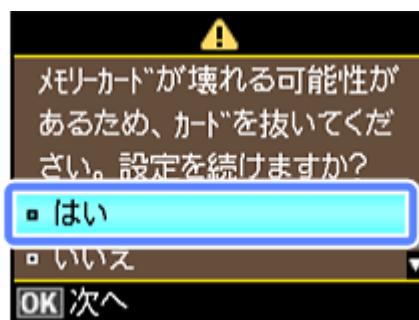 メモリーカードが壊れる可能性が
あるため、カードを抜いてくだ
さい。設定を続けますか?
はい
いいえ
OK 次へ